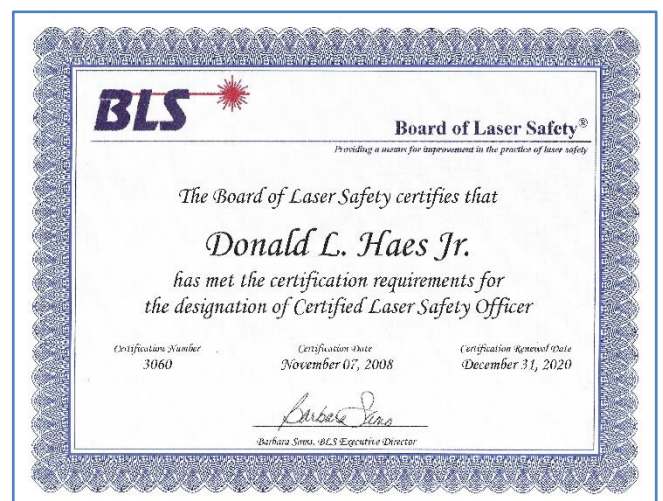 BLS
Board of Laser Safety®
Providing a means for improvement in the practice of laser safety
The Board of Laser Safety certifies that
Donald L. Haes Jr.
has met the certification requirements for
the designation of Certified Laser Safety Officer
Certification Number Certification Date Certification Renewal Date
3060 November 07, 2008 December 31, 2020
Barbara Sams
Barbara Sams, BLS Executive Director